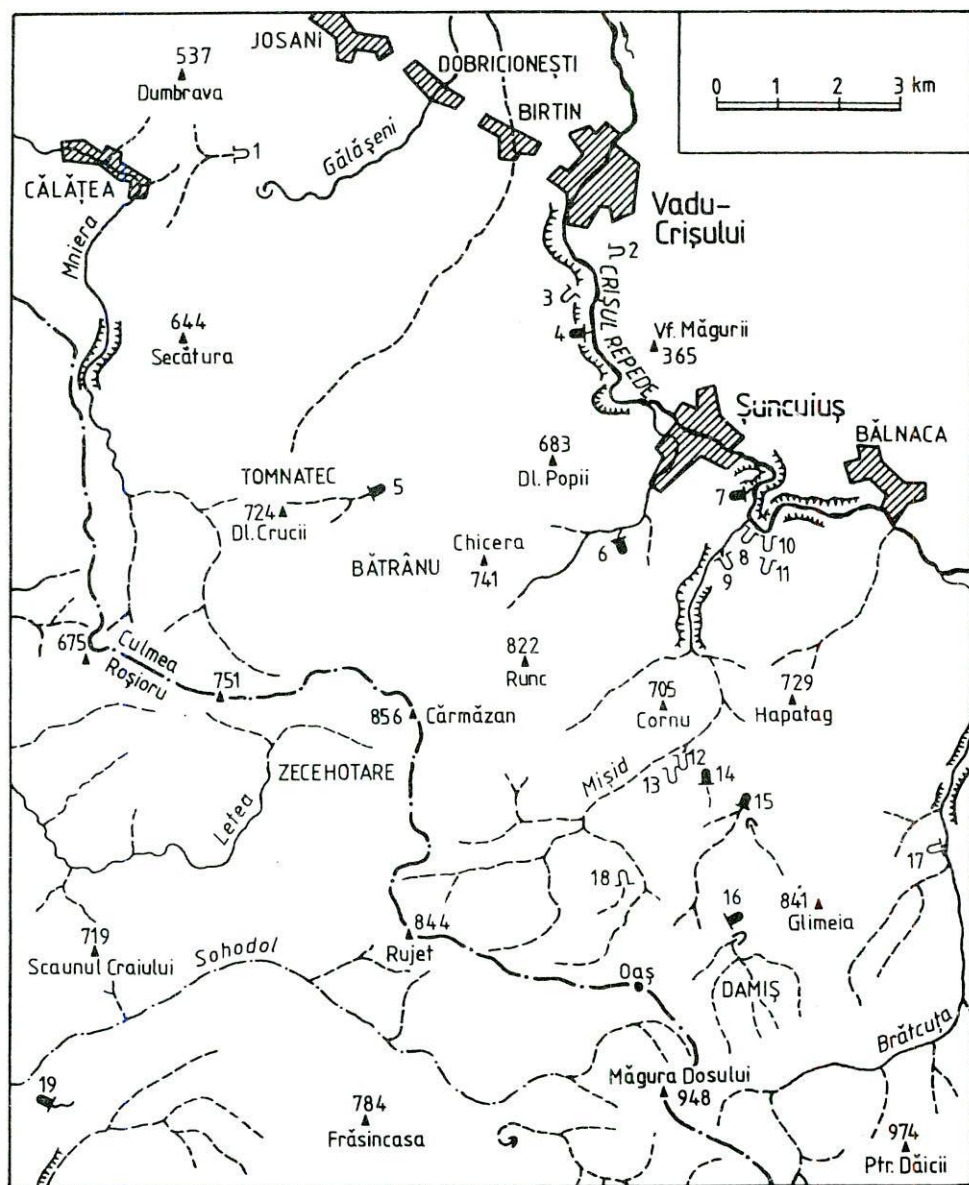 JOSANI
537
Dumbrava
DOBRICIONEȘTI
BIRTIN
0 1 2 3 km
1
Gălășeni
CĂLĂȚEA
Vadu-
Crișului
Mniera
2
3
CRIȘUL REPEDE
4
Vf. Măgurii
365
644
Secătura
Șuncuiuș
BĂLNACA
683
Dl. Popii
TOMNATEC
5
7
724
Dl. Crucii
Chicera
741
BĂTRÂNU
6
8
10
9
11
675
Culmea
Roșioru
751
822
Runc
705
Cornu
729
Hapatag
856
Cărmăzan
ZECEHOTARE
Letea
Mișid
13
12
14
15
17
18
16
841
Glimeia
719
Scaunul Craiului
Sohodol
844
Rujet
Oaș
DAMIȘ
Brătcuța
19
Măgura Dosului
948
784
Frăsincasa
974
Ptr. Dăicii